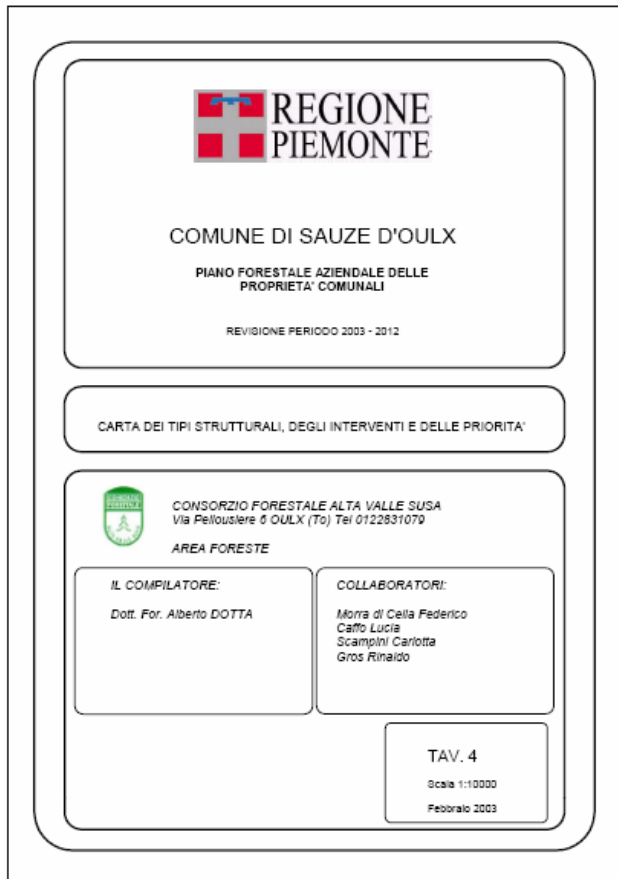 REGIONE
PIEMONTE
COMUNE DI SAUZE D'OULX
PIANO FORESTALE AZIENDALE DELLE
PROPRIETA' COMUNALI
REVISIONE PERIODO 2003 - 2012
CARTA DEI TIPI STRUTTURALI, DEGLI INTERVENTI E DELLE PRIORITA'
CONSORZIO FORESTALE ALTA VALLE SUSA
Via Pellousiere 6 OULX (To) Tel 0122831079
AREA FORESTE
IL COMPILATORE:
Dott. For. Alberto DOTTA
COLLABORATORI:
Morra di Cella Federico
Caffo Lucia
Scampini Carlotta
Gros Rinaldo
TAV. 4
Scala 1:10000
Febbraio 2003